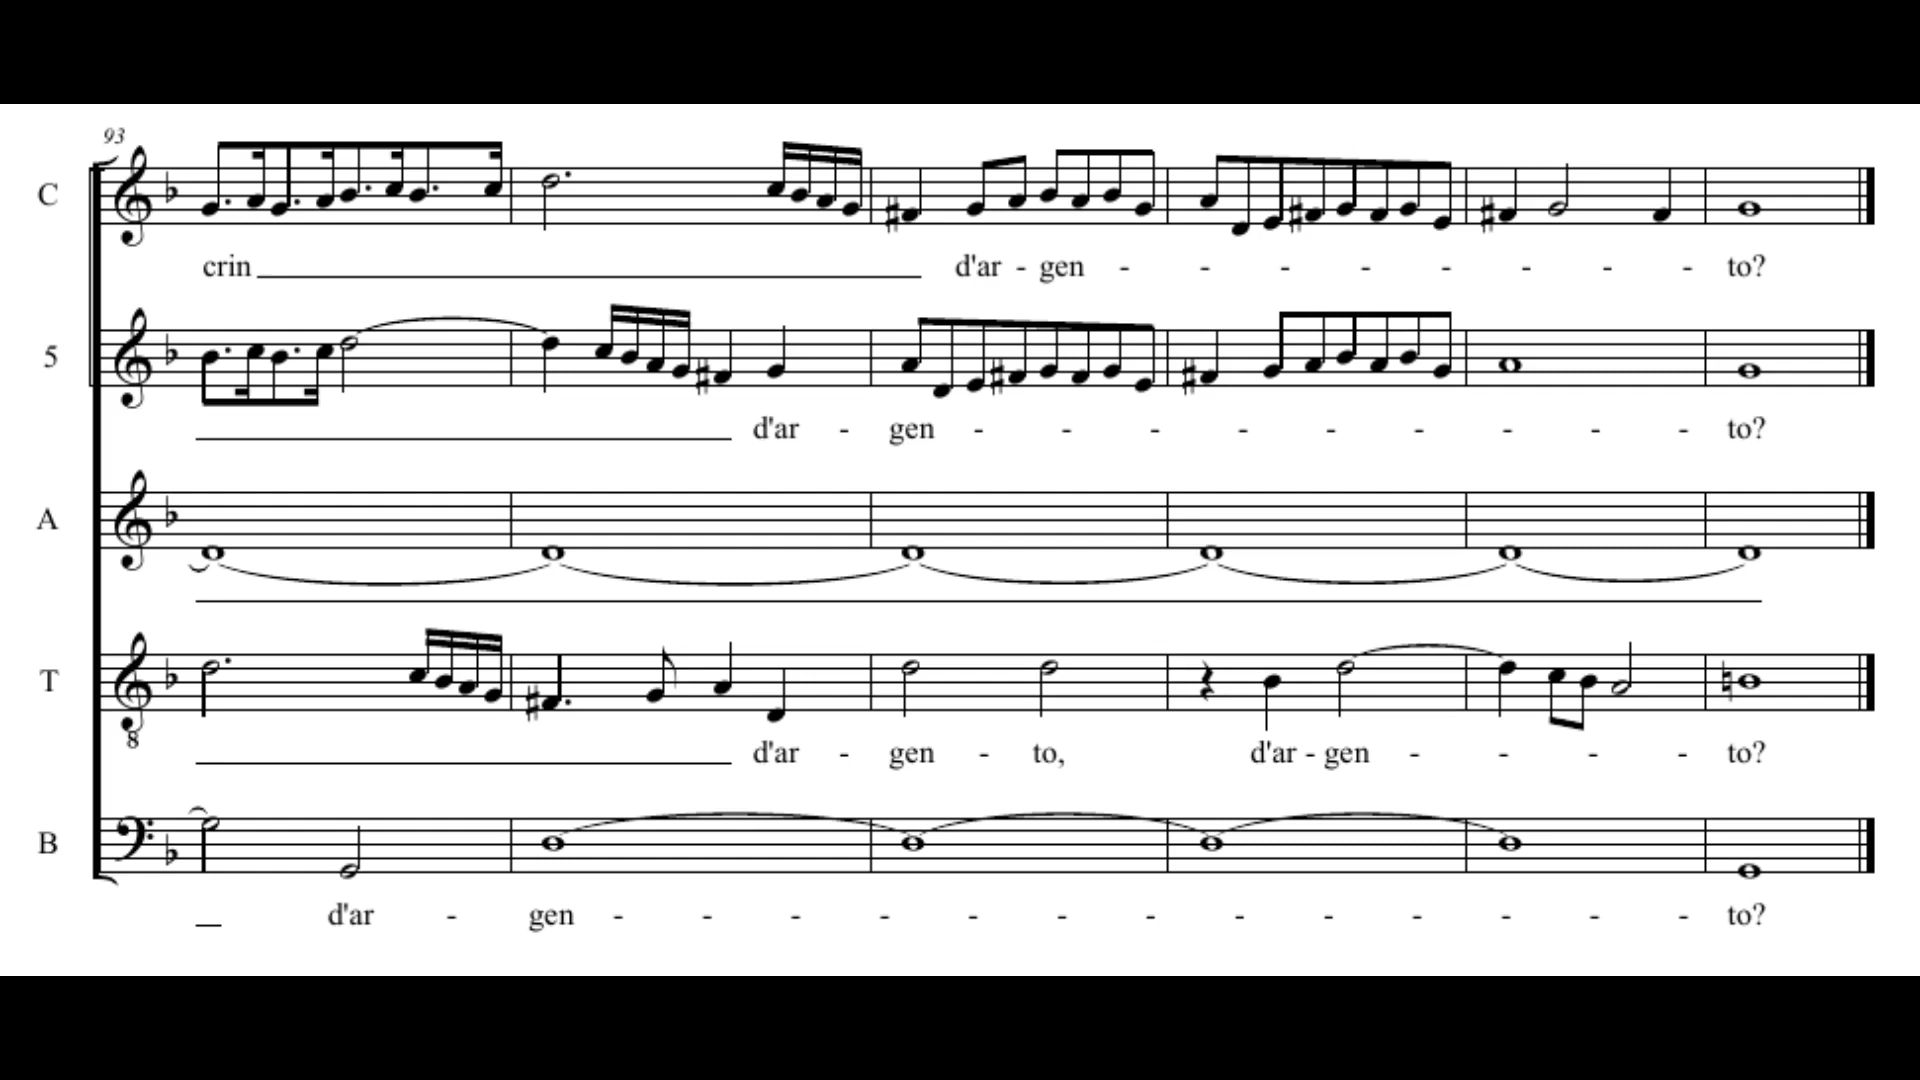 93
C
crin d'ar - gen - - - - - - - - to?
5
d'ar - gen - - - - - - - - - to?
A
T
8
d'ar - gen - to, d'ar - gen - - - - to?
B
d'ar - gen - - - - - - - - - - - - - to?